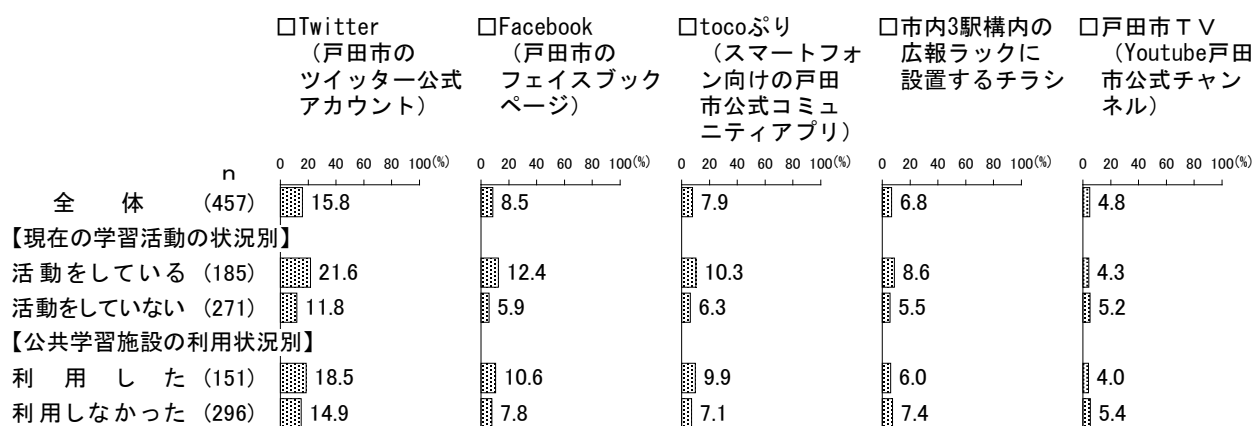 □Twitter
（戸田市の
ツイッター公式
アカウント）
□Facebook
（戸田市の
フェイスブック
ページ）
□tocoぷり
（スマートフォ
ン向けの戸田
市公式コミュ
ニティアプリ）
□市内3駅構内の
広報ラックに
設置するチラシ
□戸田市ＴＶ
（Youtube戸田
市公式チャン
ネル）
0 20 40 60 80 100(%) 0 20 40 60 80 100(%) 0 20 40 60 80 100(%) 0 20 40 60 80 100(%) 0 20 40 60 80 100(%)
ｎ
全体 (457) 15.8 8.5 7.9 6.8 4.8
【現在の学習活動の状況別】
活動をしている (185) 21.6 12.4 10.3 8.6 4.3
活動をしていない (271) 11.8 5.9 6.3 5.5 5.2
【公共学習施設の利用状況別】
利用した (151) 18.5 10.6 9.9 6.0 4.0
利用しなかった (296) 14.9 7.8 7.1 7.4 5.4